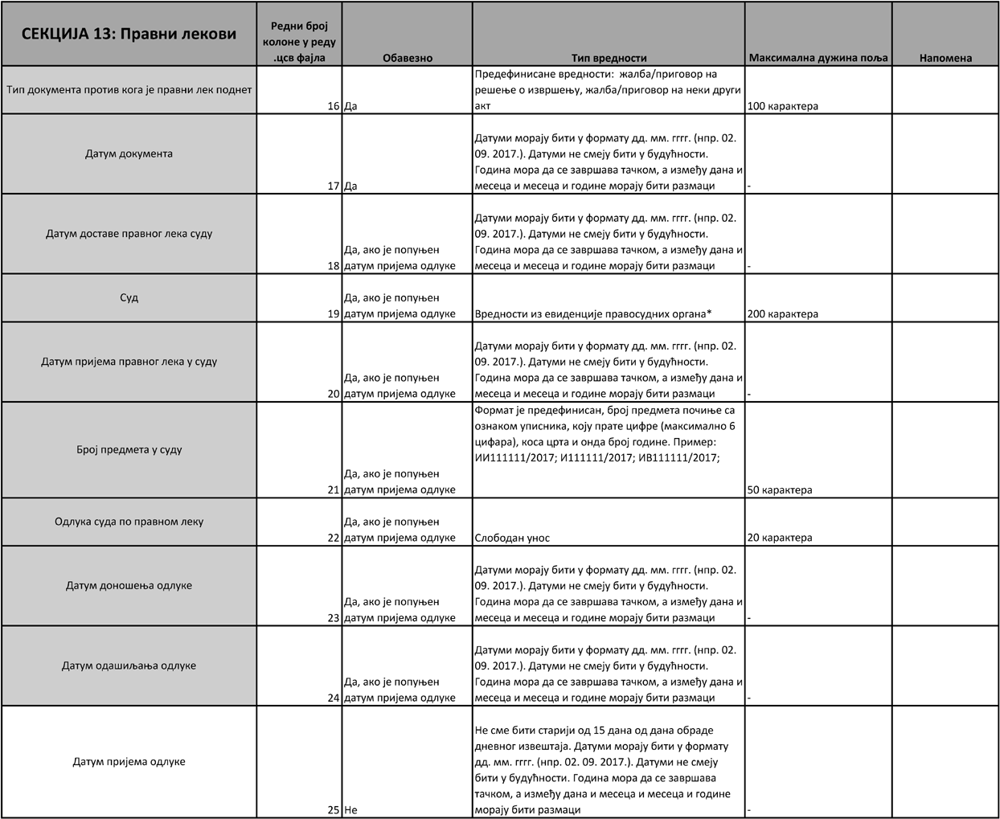 СЕКЦИЈА 13: Правни лекови
Редни број
колоне у реду
.цсв фајла
Обавезно
Тип вредности
Максимална дужина поља
Напомена
Тип документа против кога је правни лек поднет
16
Да
Предефинисане вредности:  жалба/приговор на
решење о извршењу, жалба/приговор на неки други
акт
100 карактера
Датум документа
17
Да
Датуми морају бити у формату дд. мм. гггг. (нпр. 02.
09. 2017.). Датуми не смеју бити у будућности.
Година мора да се завршава тачком, а између дана и
месеца и месеца и године морају бити размаци
-
Датум доставе правног лека суду
18
Да, ако је попуњен
датум пријема одлуке
Датуми морају бити у формату дд. мм. гггг. (нпр. 02.
09. 2017.). Датуми не смеју бити у будућности.
Година мора да се завршава тачком, а између дана и
месеца и месеца и године морају бити размаци
-
Суд
19
Да, ако је попуњен
датум пријема одлуке
Вредности из евиденције правосудних органа*
200 карактера
Датум пријема правног лека у суду
20
Да, ако је попуњен
датум пријема одлуке
Датуми морају бити у формату дд. мм. гггг. (нпр. 02.
09. 2017.). Датуми не смеју бити у будућности.
Година мора да се завршава тачком, а између дана и
месеца и месеца и године морају бити размаци
-
Број предмета у суду
21
Да, ако је попуњен
датум пријема одлуке
Формат је предефинисан, број предмета почиње са
ознаком уписника, коју прате цифре (максимално 6
цифара), коса црта и онда број године. Пример:
ИИ111111/2017; И111111/2017; ИВ111111/2017;
50 карактера
Одлука суда по правном леку
22
Да, ако је попуњен
датум пријема одлуке
Слободан унос
20 карактера
Датум доношења одлуке
23
Да, ако је попуњен
датум пријема одлуке
Датуми морају бити у формату дд. мм. гггг. (нпр. 02.
09. 2017.). Датуми не смеју бити у будућности.
Година мора да се завршава тачком, а између дана и
месеца и месеца и године морају бити размаци
-
Датум одашиљања одлуке
24
Да, ако је попуњен
датум пријема одлуке
Датуми морају бити у формату дд. мм. гггг. (нпр. 02.
09. 2017.). Датуми не смеју бити у будућности.
Година мора да се завршава тачком, а између дана и
месеца и месеца и године морају бити размаци
-
Датум пријема одлуке
25
Не
Не сме бити старији од 15 дана од дана обраде
дневног извештаја. Датуми морају бити у формату
дд. мм. гггг. (нпр. 02. 09. 2017.). Датуми не смеју
бити у будућности. Година мора да се завршава
тачком, а између дана и месеца и месеца и године
морају бити размаци
-